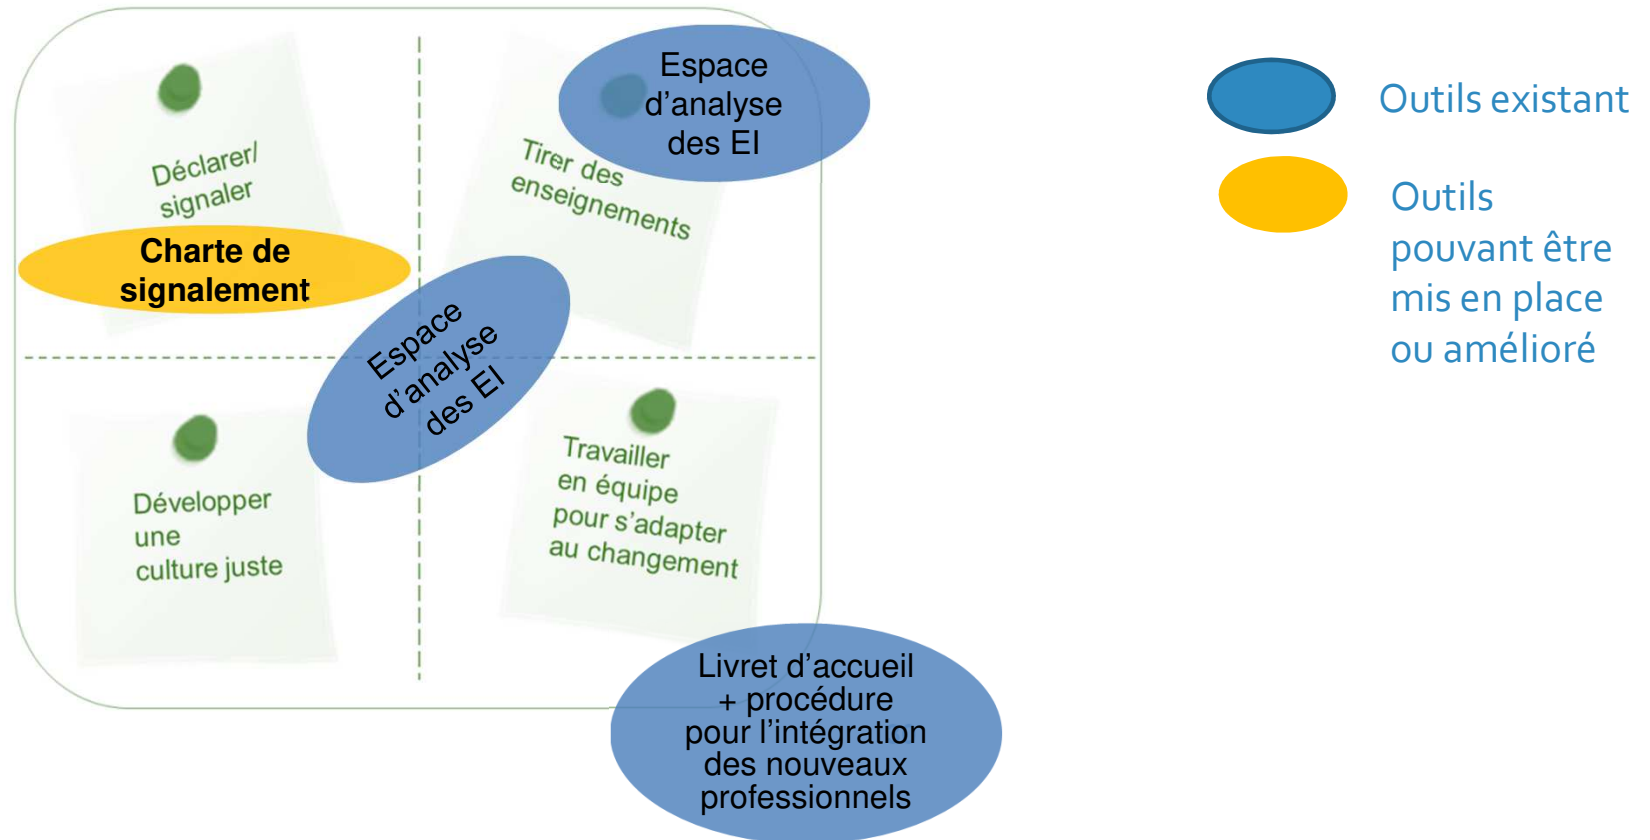 Déclarer/
signaler
Charte de
signalement
Espace
d’analyse
des EI
Tirer des
enseignements
Espace
d’analyse
des EI
Développer
une
culture juste
Travailler
en équipe
pour s’adapter
au changement
Livret d’accueil
+ procédure
pour l’intégration
des nouveaux
professionnels
Outils existant
Outils
pouvant être
mis en place
ou amélioré